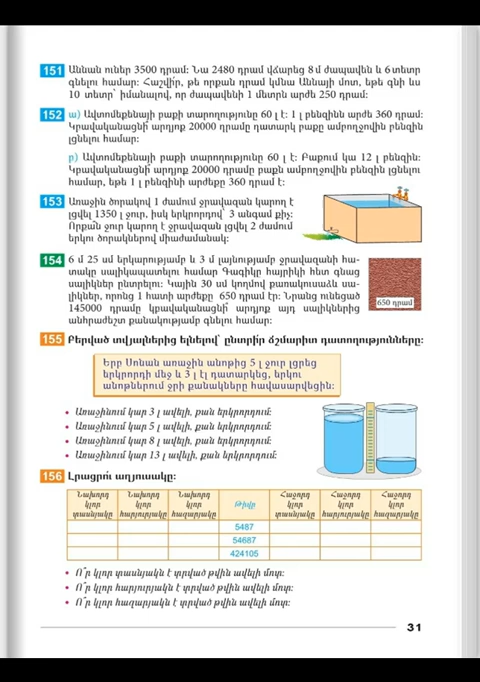 151 Աննան ուներ 3500 դրամ: Նա 2480 դրամ վճարեց 8 մ ժապավեն և 6 տետր
գնելու համար: Հաշվի՛ր, թե որքան դրամ կմնա Աննայի մոտ, եթե գնի ևս
10 տետր՝ իմանալով, որ ժապավենի 1 մետրն արժե 250 դրամ:
152 ա) Ավտոմեքենայի բաքի տարողությունը 60 լ է: 1 լ բենզինն արժե 360 դրամ:
Կբավականացնի՞ արդյոք 20000 դրամը դատարկ բաքը ամբողջովին բենզին
լցնելու համար:
բ) Ավտոմեքենայի բաքի տարողությունը 60 լ է: Բաքում կա 12 լ բենզին:
Կբավականացնի՞ արդյոք 20000 դրամը բաքն ամբողջովին բենզին լցնելու
համար, եթե 1 լ բենզինի արժեքը 360 դրամ է:
153 Առաջին ծորակով 1 ժամում ջրավազան կարող է
լցվել 1350 լ ջուր, իսկ երկրորդով՝ 3 անգամ քիչ:
Որքա՞ն ջուր կարող է ջրավազան լցվել 2 ժամում
երկու ծորակներով միաժամանակ:
154 6 մ 25 սմ երկարությամբ և 3 մ լայնությամբ ջրավազանի հա-
տակը սալիկապատելու համար Գագիկը հայրիկի հետ գնաց
սալիկներ ընտրելու: Կային 30 սմ կողմով քառակուսաձև սա-
լիկներ, որոնց 1 հատի արժեքը 650 դրամ էր: Նրանց ունեցած
145000 դրամը կբավականացնի՞ արդյոք այդ սալիկներից
անհրաժեշտ քանակությամբ գնելու համար:
650 դրամ
155 Բերված տվյալներից ելնելով՝ ընտրի՛ր ճշմարիտ դատողությունները:
Երբ Սոնան առաջին անոթից 5 լ ջուր լցրեց
երկրորդի մեջ և 3 լ էլ դատարկեց, երկու
անոթներում ջրի քանակները հավասարվեցին:
• Առաջինում կար 3 լ ավելի, քան երկրորդում:
• Առաջինում կար 5 լ ավելի, քան երկրորդում:
• Առաջինում կար 8 լ ավելի, քան երկրորդում:
• Առաջինում կար 13 լ ավելի, քան երկրորդում:
156 Լրացրո՛ւ աղյուսակը:
Նախորդ կլոր տասնյակը Նախորդ կլոր հարյուրյակը Նախորդ կլոր հազարյակը Թիվը Հաջորդ կլոր տասնյակը Հաջորդ կլոր հարյուրյակը Հաջորդ կլոր հազարյակը
5487
54687
424105
• Ո՞ր կլոր տասնյակն է տրված թվին ավելի մոտ:
• Ո՞ր կլոր հարյուրյակն է տրված թվին ավելի մոտ:
• Ո՞ր կլոր հազարյակն է տրված թվին ավելի մոտ:
31